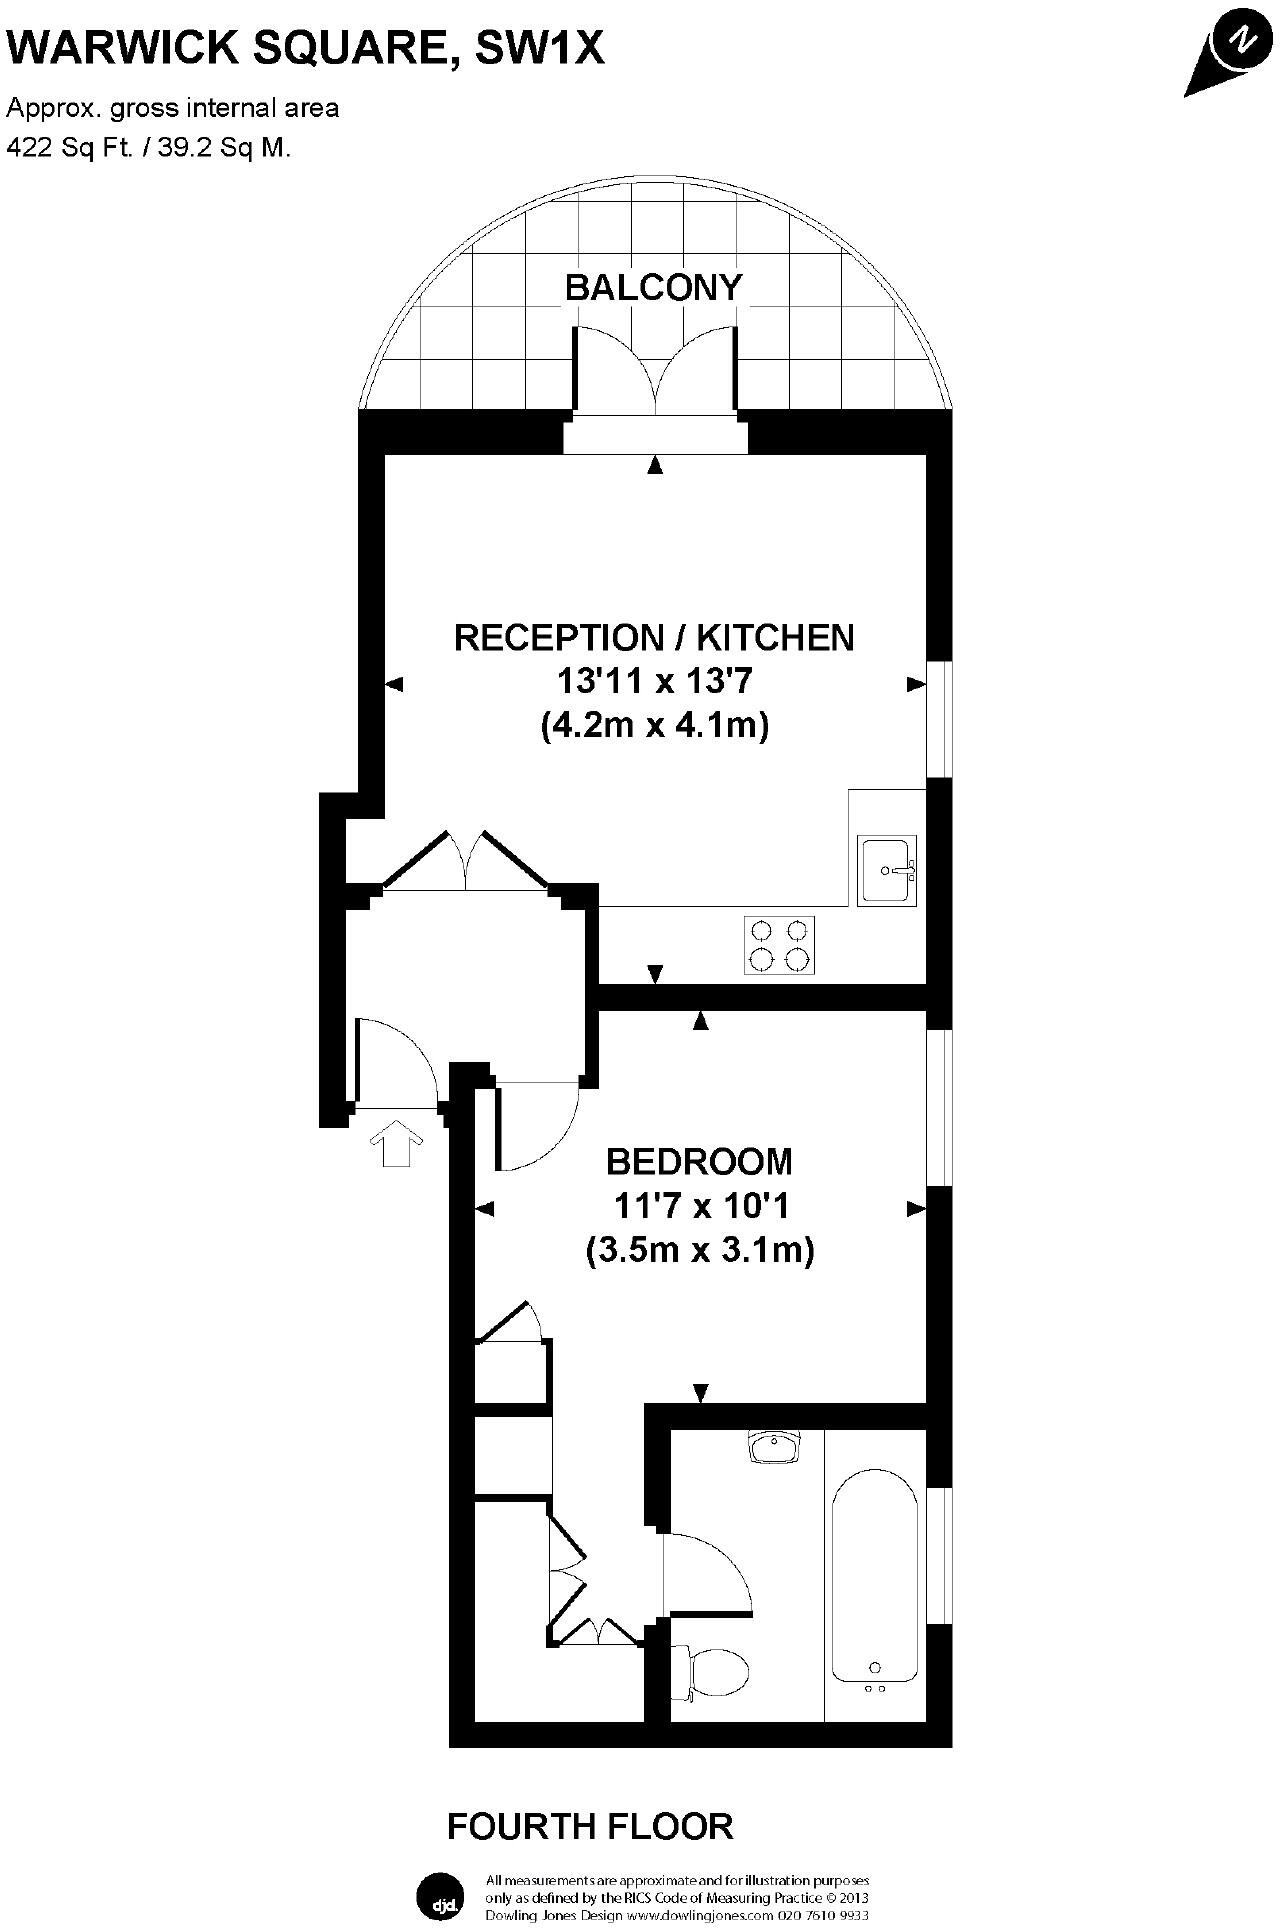 WARWICK SQUARE, SW1X
N
Approx. gross internal area
422 Sq Ft. / 39.2 Sq M.
BALCONY
RECEPTION / KITCHEN
13'11 x 13'7
(4.2m x 4.1m)
BEDROOM
11'7 x 10'1
(3.5m x 3.1m)
FOURTH FLOOR
djd.
All measurements are approximate and for illustration purposes
only as defined by the RICS Code of Measuring Practice © 2013
Dowling Jones Design www.dowlingjones.com 020 7610 9933